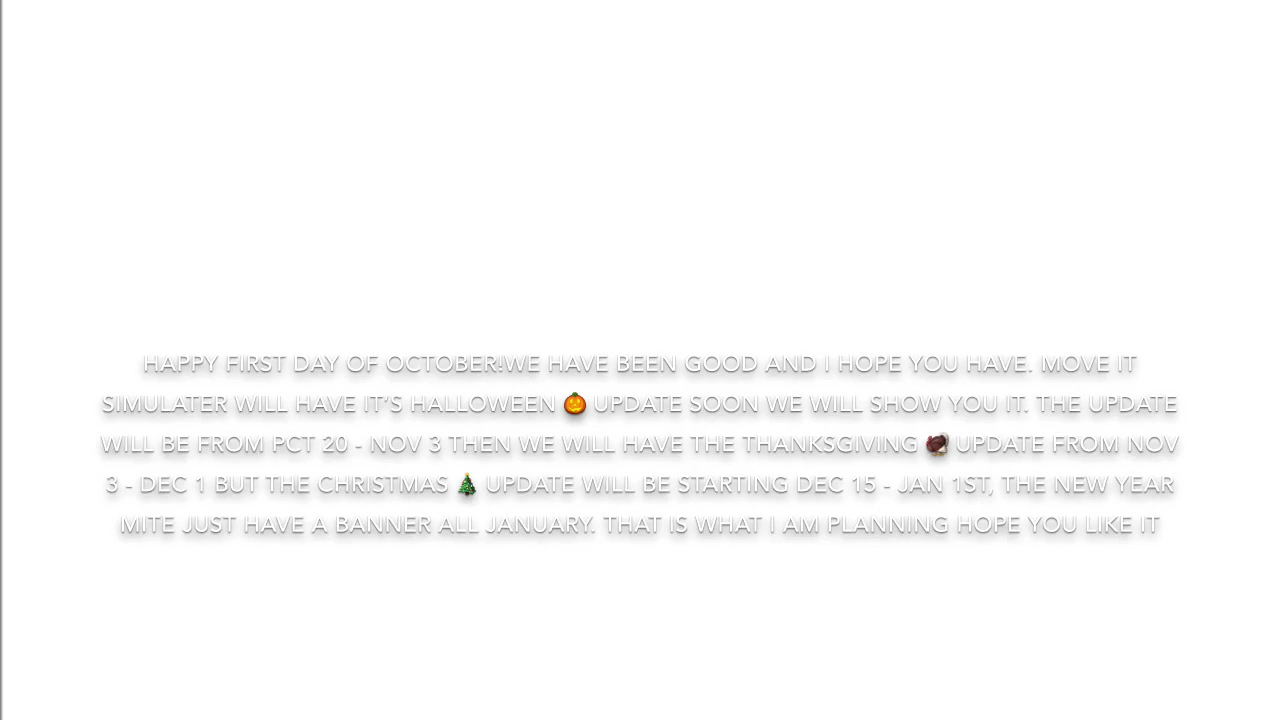 HAPPY FIRST DAY OF OCTOBER!WE HAVE BEEN GOOD AND I HOPE YOU HAVE. MOVE IT
SIMULATER WILL HAVE IT'S HALLOWEEN 🎃 UPDATE SOON WE WILL SHOW YOU IT. THE UPDATE
WILL BE FROM PCT 20 - NOV 3 THEN WE WILL HAVE THE THANKSGIVING 🦃 UPDATE FROM NOV
3 - DEC 1 BUT THE CHRISTMAS 🎄 UPDATE WILL BE STARTING DEC 15 - JAN 1ST, THE NEW YEAR
MITE JUST HAVE A BANNER ALL JANUARY. THAT IS WHAT I AM PLANNING HOPE YOU LIKE IT